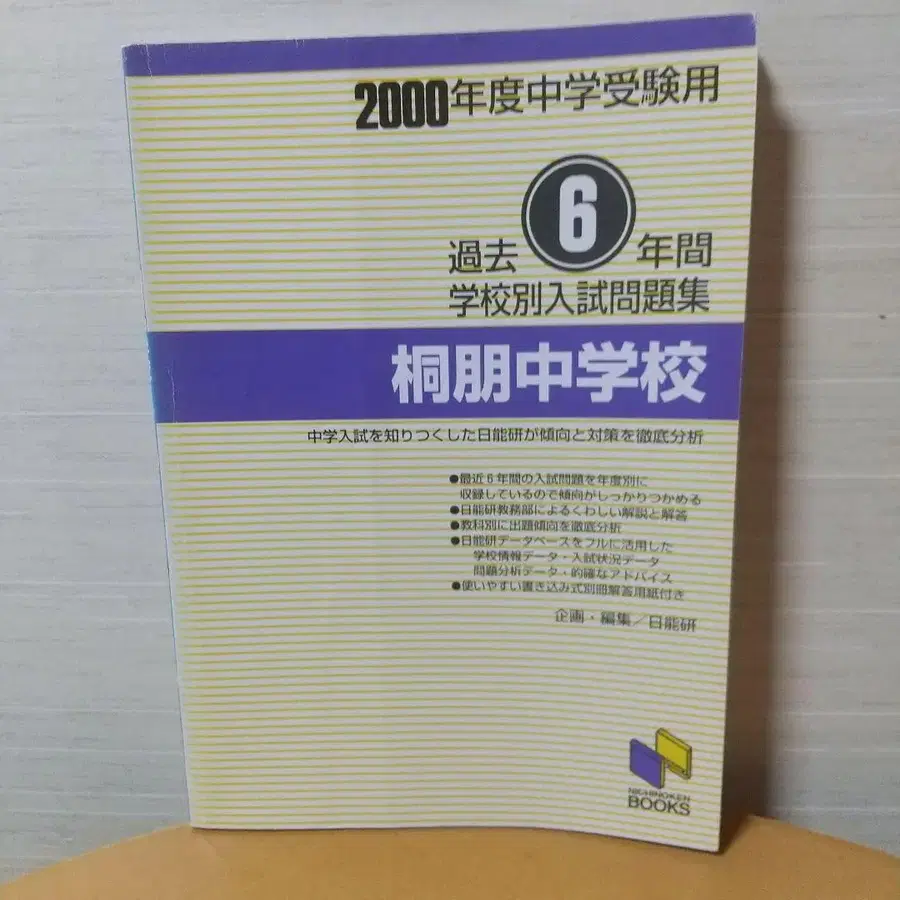 2000年度中学受験用
過去6年間
学校別入試問題集
桐朋中学校
中学入試を知りつくした日能研が傾向と対策を徹底分析
●最近6年間の入試問題を年度別に
収録しているので傾向がしっかりつかめる
●日能研教務部によるくわしい解説と解答
●教科別に出題傾向を徹底分析
●日能研データベースをフルに活用した
学校情報データ・入試状況データ
問題分析データ・的確なアドバイス
●使いやすい書き込み式別冊解答用紙付き
企画・編集／日能研
NICHINOKEN
BOOKS